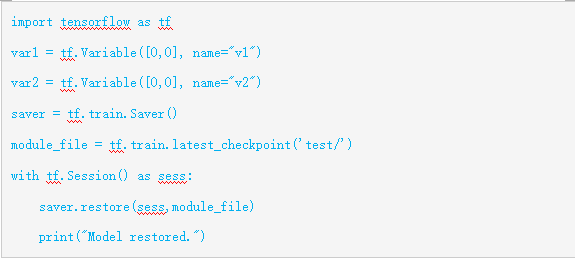 import tensorflow as tf
var1 = tf.Variable([0,0], name="v1")
var2 = tf.Variable([0,0], name="v2")
saver = tf.train.Saver()
module_file = tf.train.latest_checkpoint('test/')
with tf.Session() as sess:
    saver.restore(sess,module_file)
    print("Model restored.")